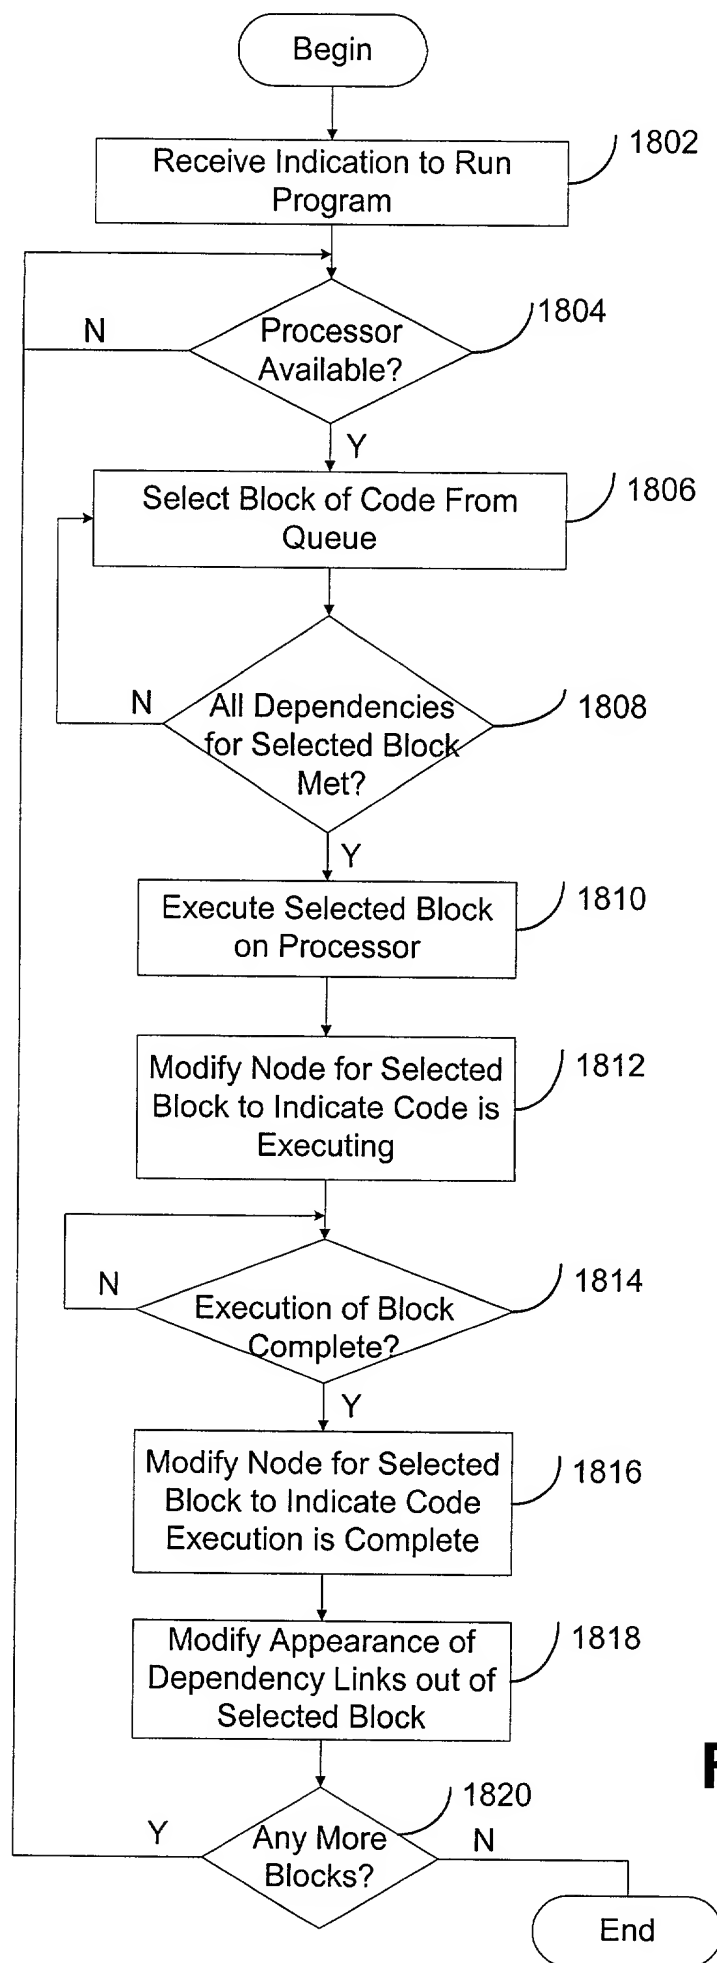 Begin
Receive Indication to Run
Program
1802
Processor
Available?
1804
N
Y
Select Block of Code From
Queue
1806
All Dependencies
for Selected Block
Met?
1808
N
Y
Execute Selected Block
on Processor
1810
Modify Node for Selected
Block to Indicate Code is
Executing
1812
N
Execution of Block
Complete?
1814
Y
Modify Node for Selected
Block to Indicate Code
Execution is Complete
1816
Modify Appearance of
Dependency Links out of
Selected Block
1818
1820
Y
Any More
Blocks?
N
End